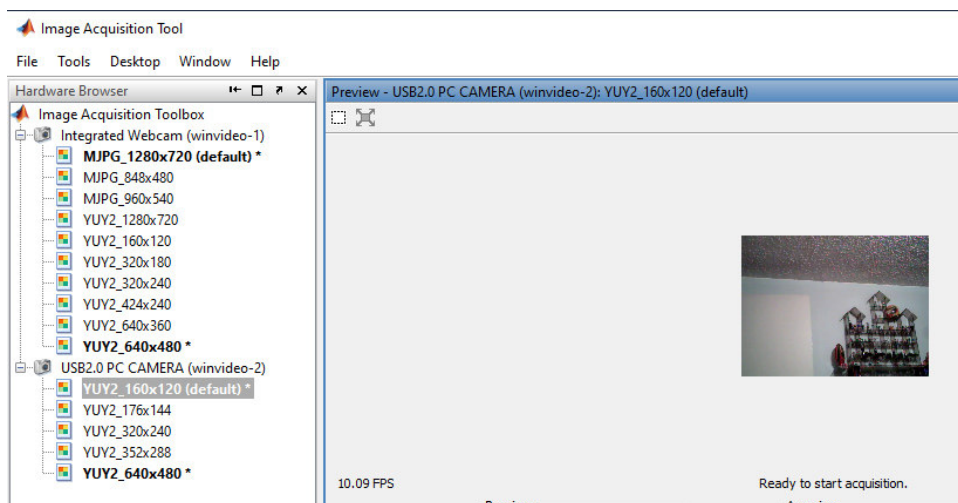 Image Acquisition Tool
File Tools Desktop Window Help
Hardware Browser
Image Acquisition Toolbox
Integrated Webcam (winvideo-1)
MJPG_1280x720 (default) *
MJPG_848x480
MJPG_960x540
YUY2_1280x720
YUY2_160x120
YUY2_320x180
YUY2_320x240
YUY2_424x240
YUY2_640x360
YUY2_640x480 *
USB2.0 PC CAMERA (winvideo-2)
YUY2_160x120 (default) *
YUY2_176x144
YUY2_320x240
YUY2_352x288
YUY2_640x480 *
Preview - USB2.0 PC CAMERA (winvideo-2): YUY2_160x120 (default)
10.09 FPS Ready to start acquisition.